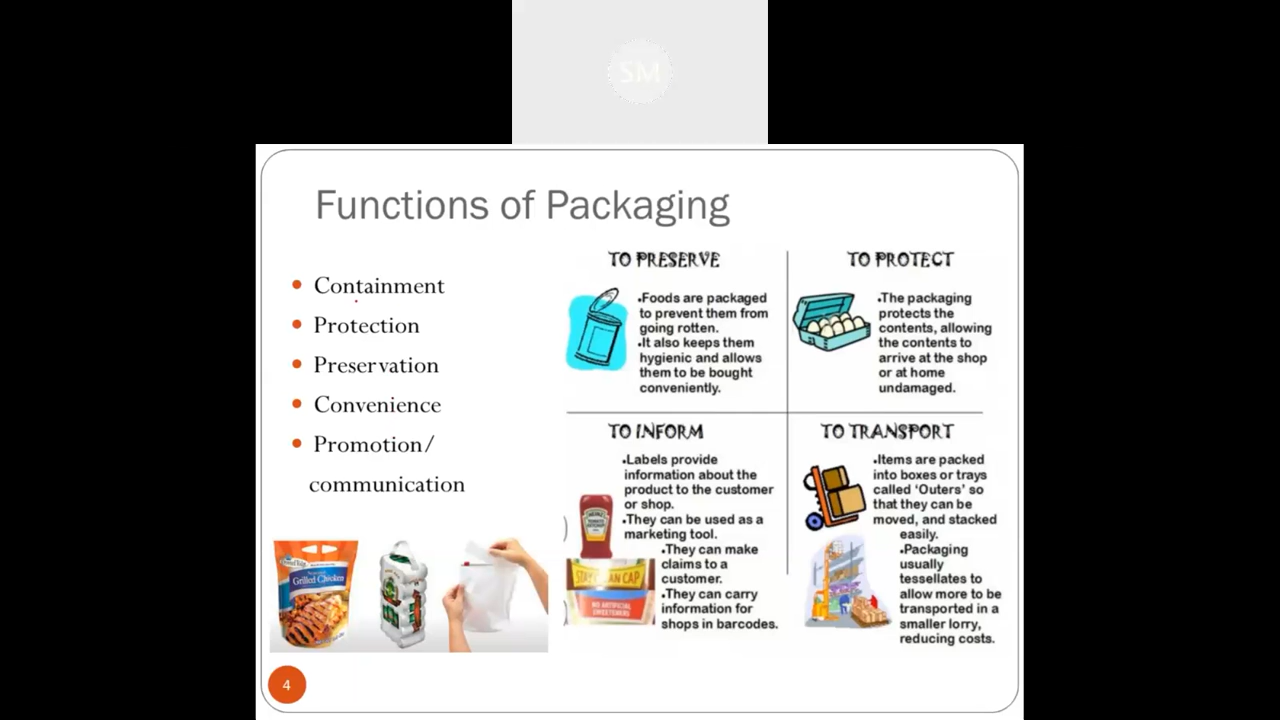 SM
Functions of Packaging
Containment
Protection
Preservation
Convenience
Promotion/
communication
TO PRESERVE
•Foods are packaged
to prevent them from
going rotten.
•It also keeps them
hygienic and allows
them to be bought
conveniently.
TO PROTECT
•The packaging
protects the
contents, allowing
the contents to
arrive at the shop
or at home
undamaged.
TO INFORM
•Labels provide
information about the
product to the customer
or shop.
•They can be used as a
marketing tool.
•They can make
claims to a
customer.
•They can carry
information for
shops in barcodes.
HEINZ
TOMATO
KETCHUP
CAP
NO ARTIFICIAL
SWEETENERS
TO TRANSPORT
•Items are packed
into boxes or trays
called ‘Outers’ so
that they can be
moved, and stacked
easily.
•Packaging
usually
tessellates to
allow more to be
transported in a
smaller lorry,
reducing costs.
Grilled Chicken
4